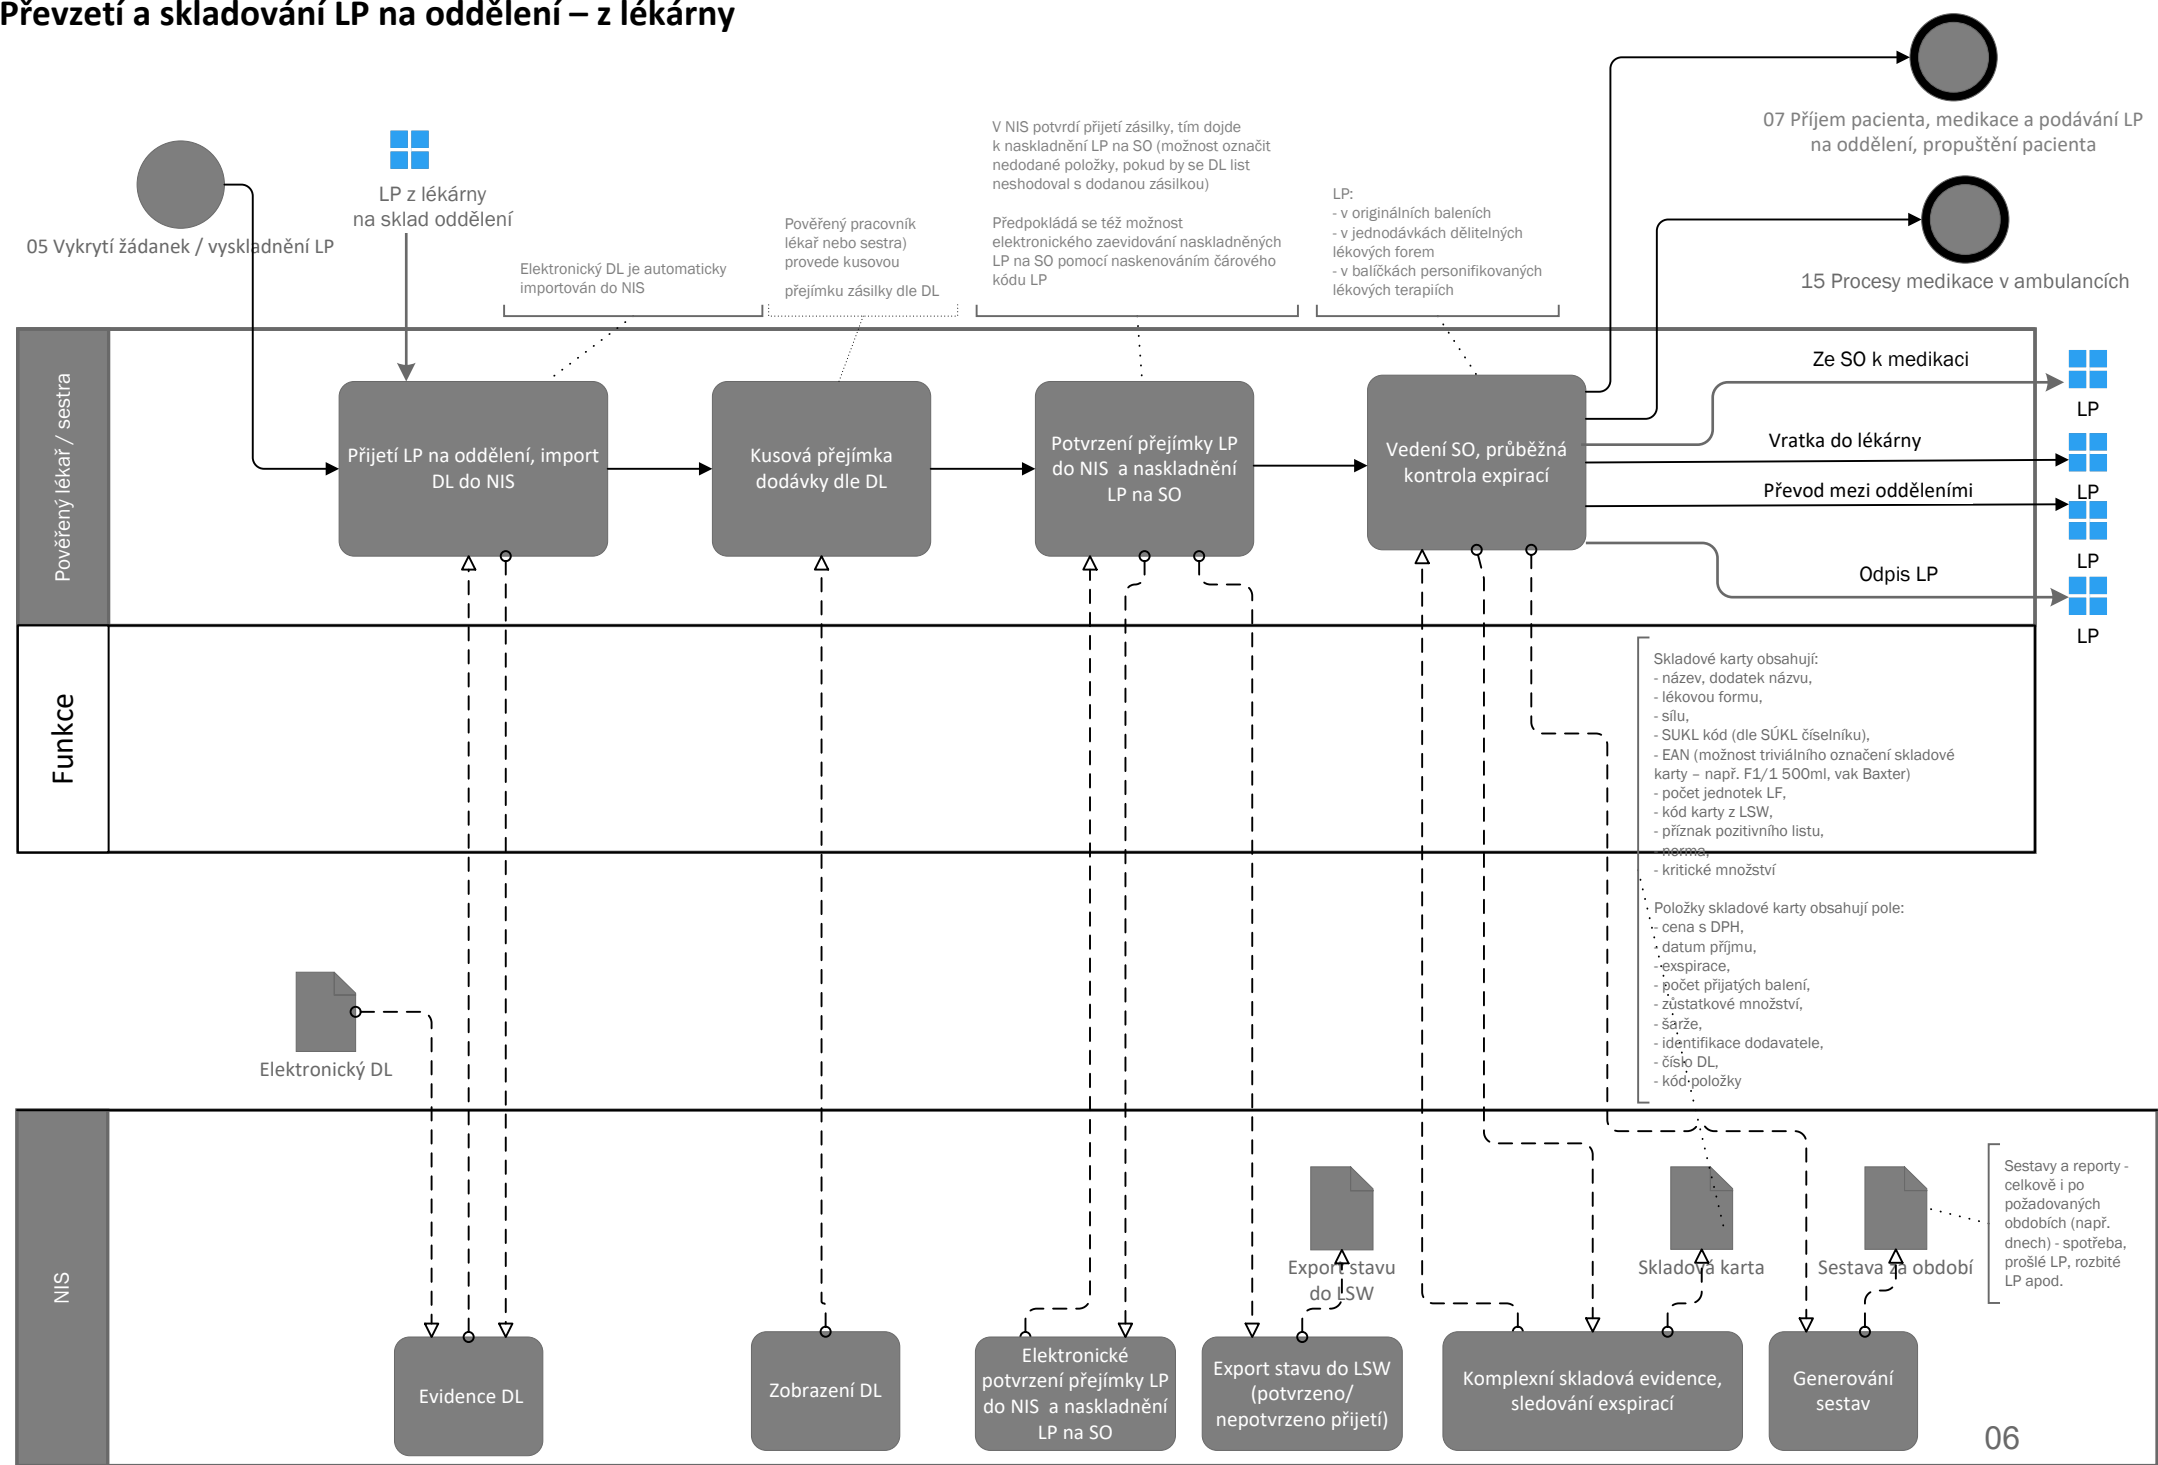 Převzetí a skladování LP na oddělení – z lékárny
05 Vykrytí žádanek / vyskladnění LP
LP z lékárny
na sklad oddělení
Elektronický DL je automaticky
importován do NIS
Pověřený pracovník
lékař nebo sestra)
provede kusovou
přejímku zásilky dle DL
V NIS potvrdí přijetí zásilky, tím dojde
k naskladnění LP na SO (možnost označit
nedodané položky, pokud by se DL list
neshodoval s dodanou zásilkou)
Předpokládá se též možnost
elektronického zaevidování naskladněných
LP na SO pomocí naskenováním čárového
kódu LP
LP:
- v originálních baleních
- v jednodávkách dělitelných
lékových forem
- v balíčkách personifikovaných
lékových terapiích
07 Příjem pacienta, medikace a podávání LP
na oddělení, propuštění pacienta
15 Procesy medikace v ambulancích
Pověřený lékař / sestra
Přijetí LP na oddělení, import
DL do NIS
Kusová přejímka
dodávky dle DL
Potvrzení přejímky LP
do NIS  a naskladnění
LP na SO
Vedení SO, průběžná
kontrola expirací
Ze SO k medikaci
LP
Vratka do lékárny
LP
Převod mezi odděleními
LP
Odpis LP
LP
Funkce
Skladové karty obsahují:
- název, dodatek názvu,
- lékovou formu,
- sílu,
- SUKL kód (dle SÚKL číselníku),
- EAN (možnost triviálního označení skladové
karty – např. F1/1 500ml, vak Baxter)
- počet jednotek LF,
- kód karty z LSW,
- příznak pozitivního listu,
- norma,
- kritické množství
Položky skladové karty obsahují pole:
- cena s DPH,
- datum příjmu,
- exspirace,
- počet přijatých balení,
- zůstatkové množství,
- šarže,
- identifikace dodavatele,
- číslo DL,
- kód položky
Elektronický DL
NIS
Export stavu
do LSW
Skladová karta
Sestava za období
Sestavy a reporty -
celkově i po
požadovaných
obdobích (např.
dnech) - spotřeba,
prošlé LP, rozbité
LP apod.
Evidence DL
Zobrazení DL
Elektronické
potvrzení přejímky LP
do NIS  a naskladnění
LP na SO
Export stavu do LSW
(potvrzeno/
nepotvrzeno přijetí)
Komplexní skladová evidence,
sledování exspirací
Generování
sestav
06